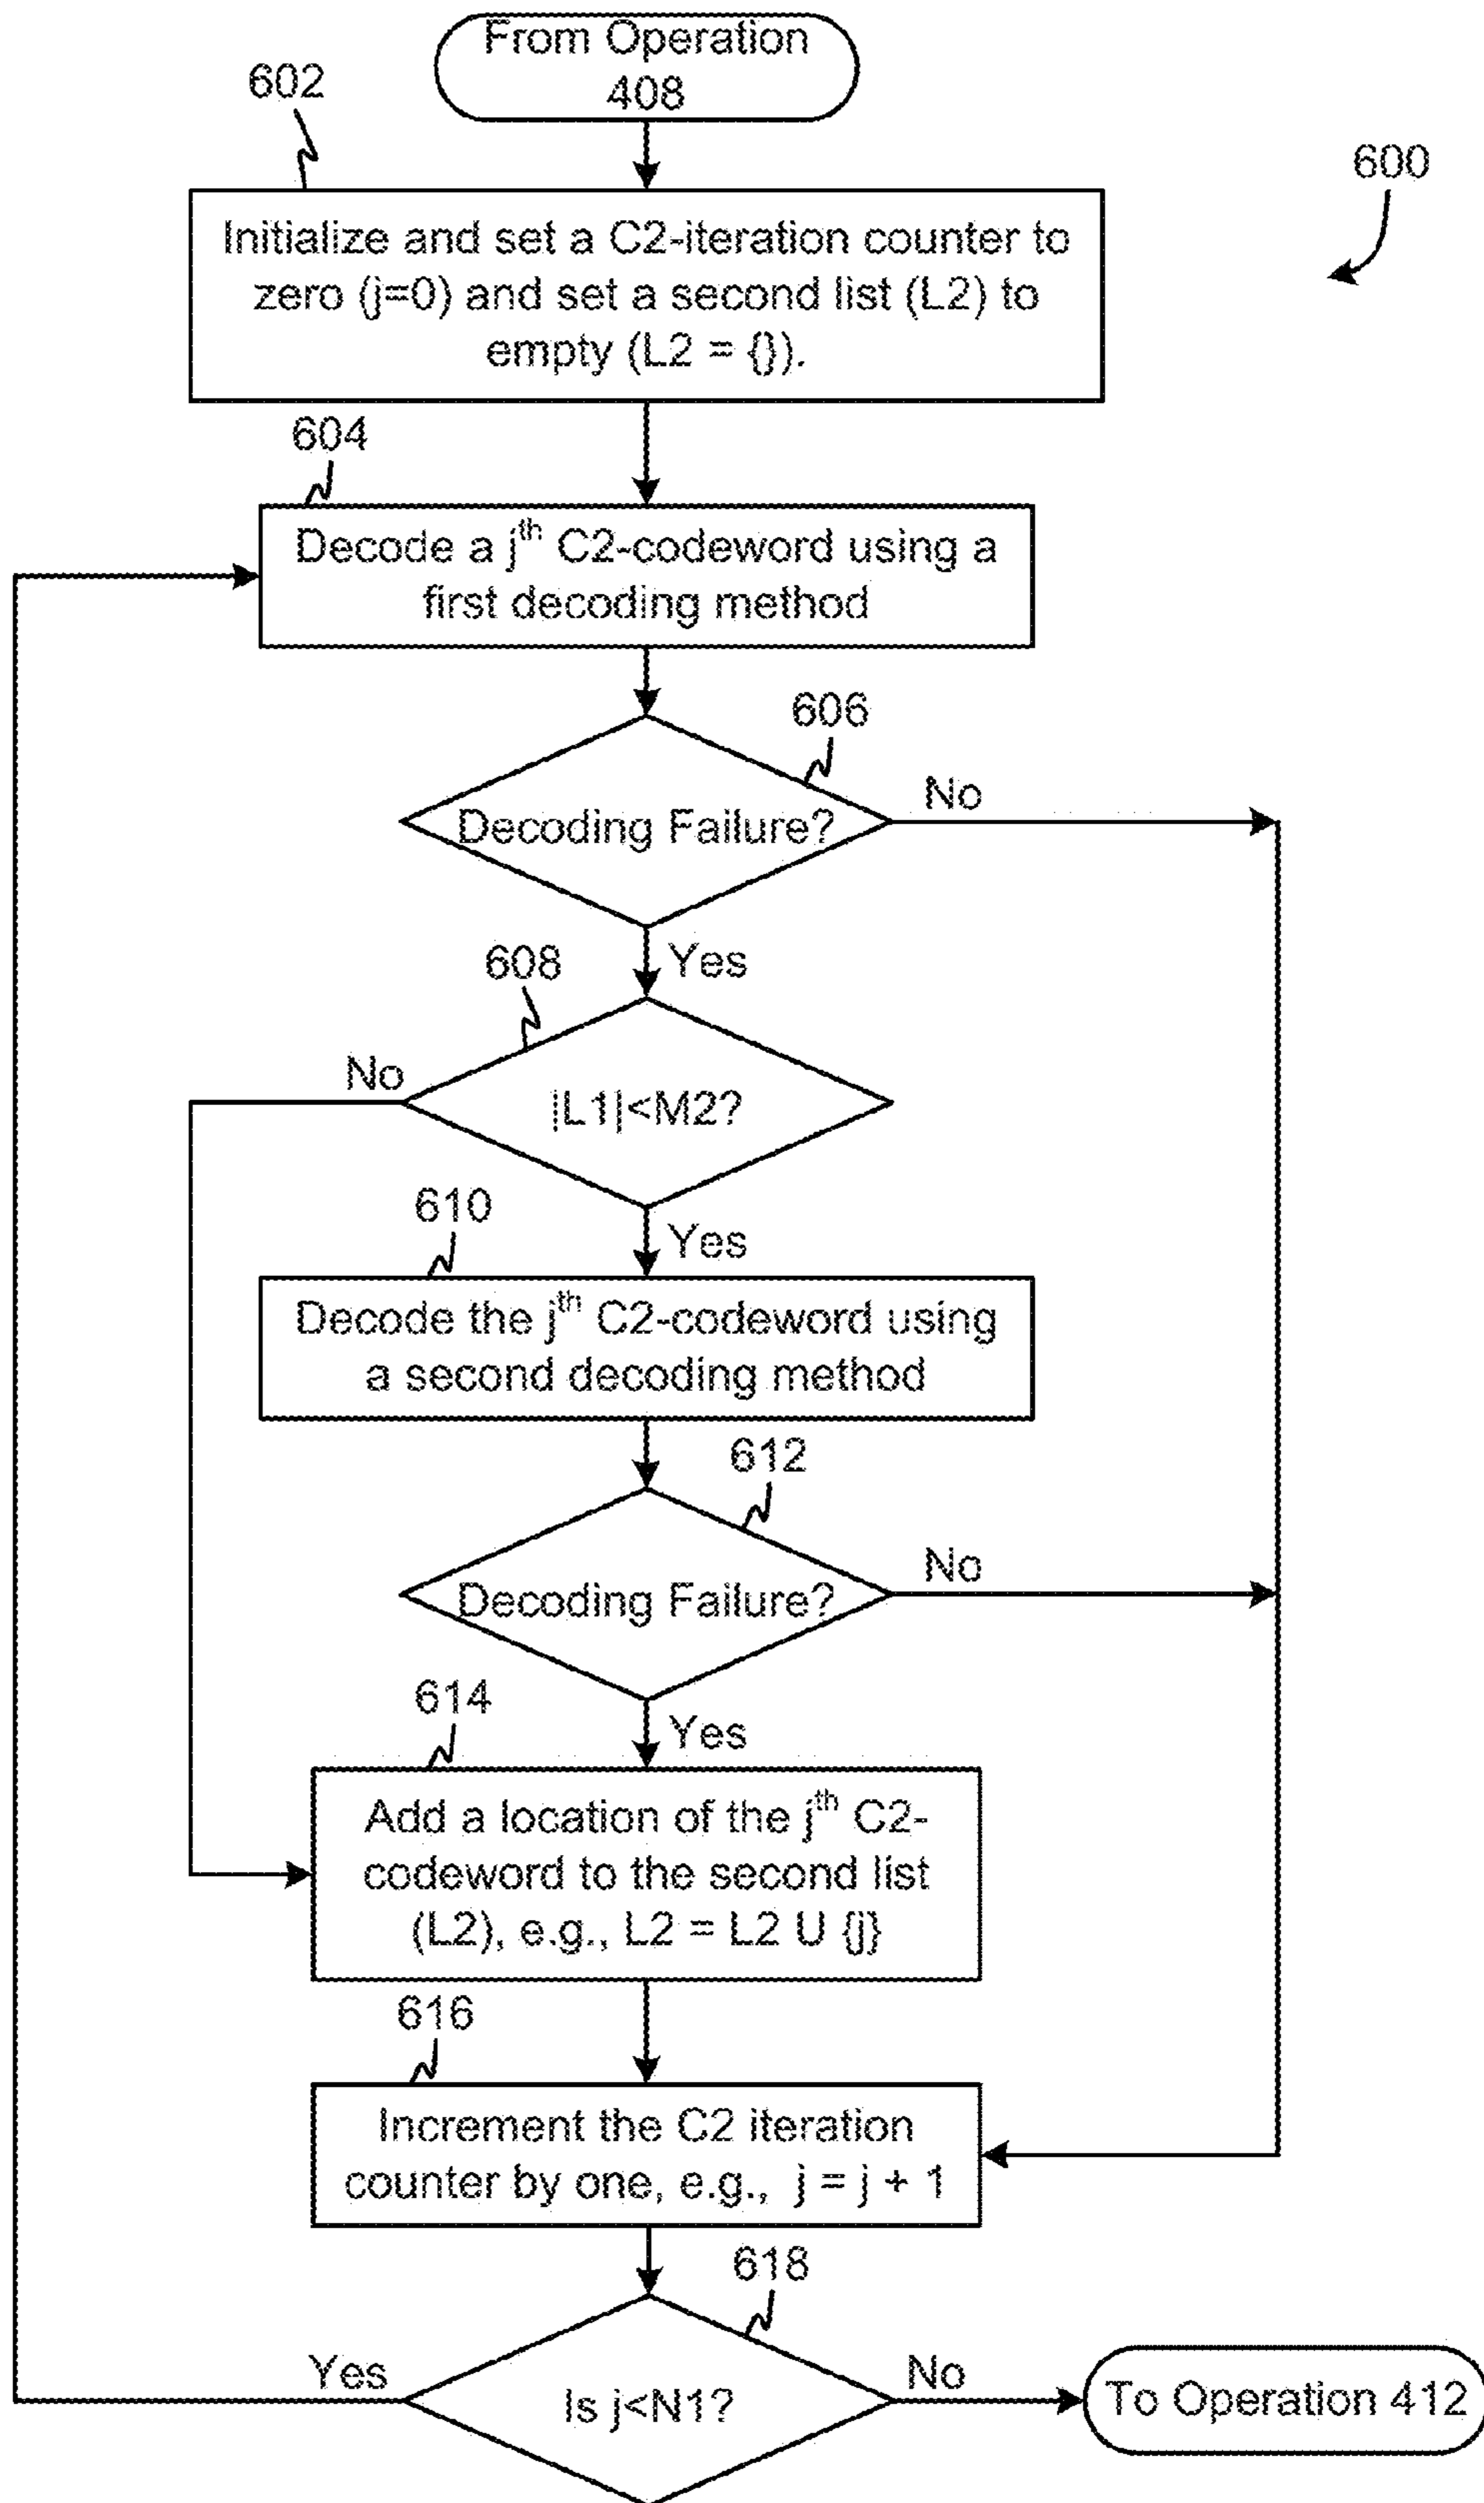 From Operation
408
602
600
Initialize and set a C2-iteration counter to
zero (j=0) and set a second list (L2) to
empty (L2 = {}).
604
Decode a jth C2-codeword using a
first decoding method
606
Decoding Failure?
No
Yes
608
No
|L1|<M2?
610
Yes
Decode the jth C2-codeword using
a second decoding method
612
Decoding Failure?
No
614
Yes
Add a location of the jth C2-
codeword to the second list
(L2), e.g., L2 = L2 U {j}
616
Increment the C2 iteration
counter by one, e.g., j = j + 1
618
Yes
Is j<N1?
No
To Operation 412